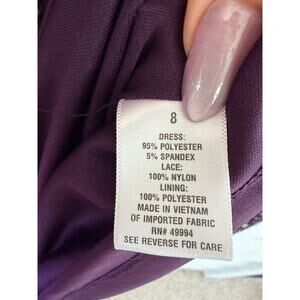 8
DRESS:
95% POLYESTER
5% SPANDEX
LACE:
100% NYLON
LINING:
100% POLYESTER
MADE IN VIETNAM
OF IMPORTED FABRIC
RN# 49994
SEE REVERSE FOR CARE